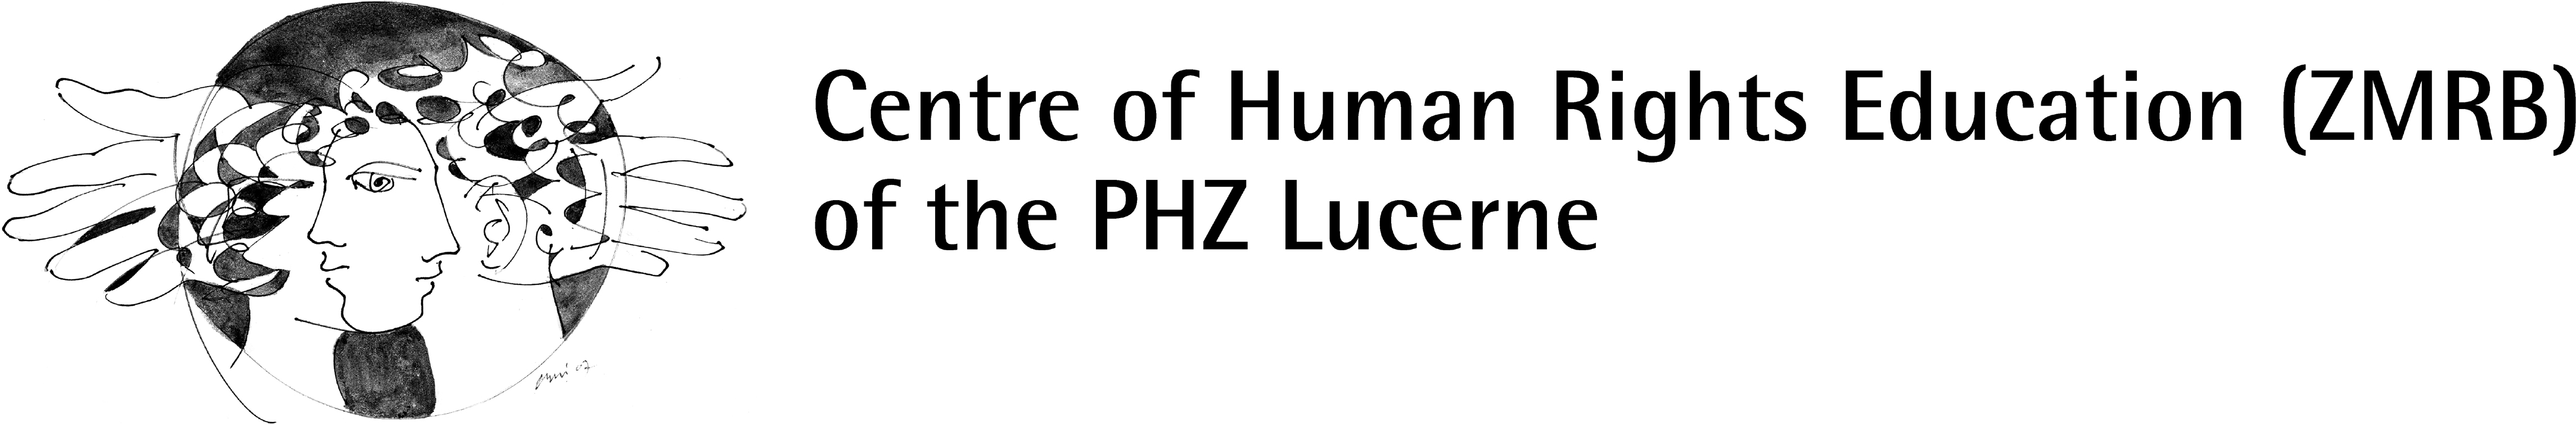 Centre of Human Rights Education (ZMRB)
of the PHZ Lucerne